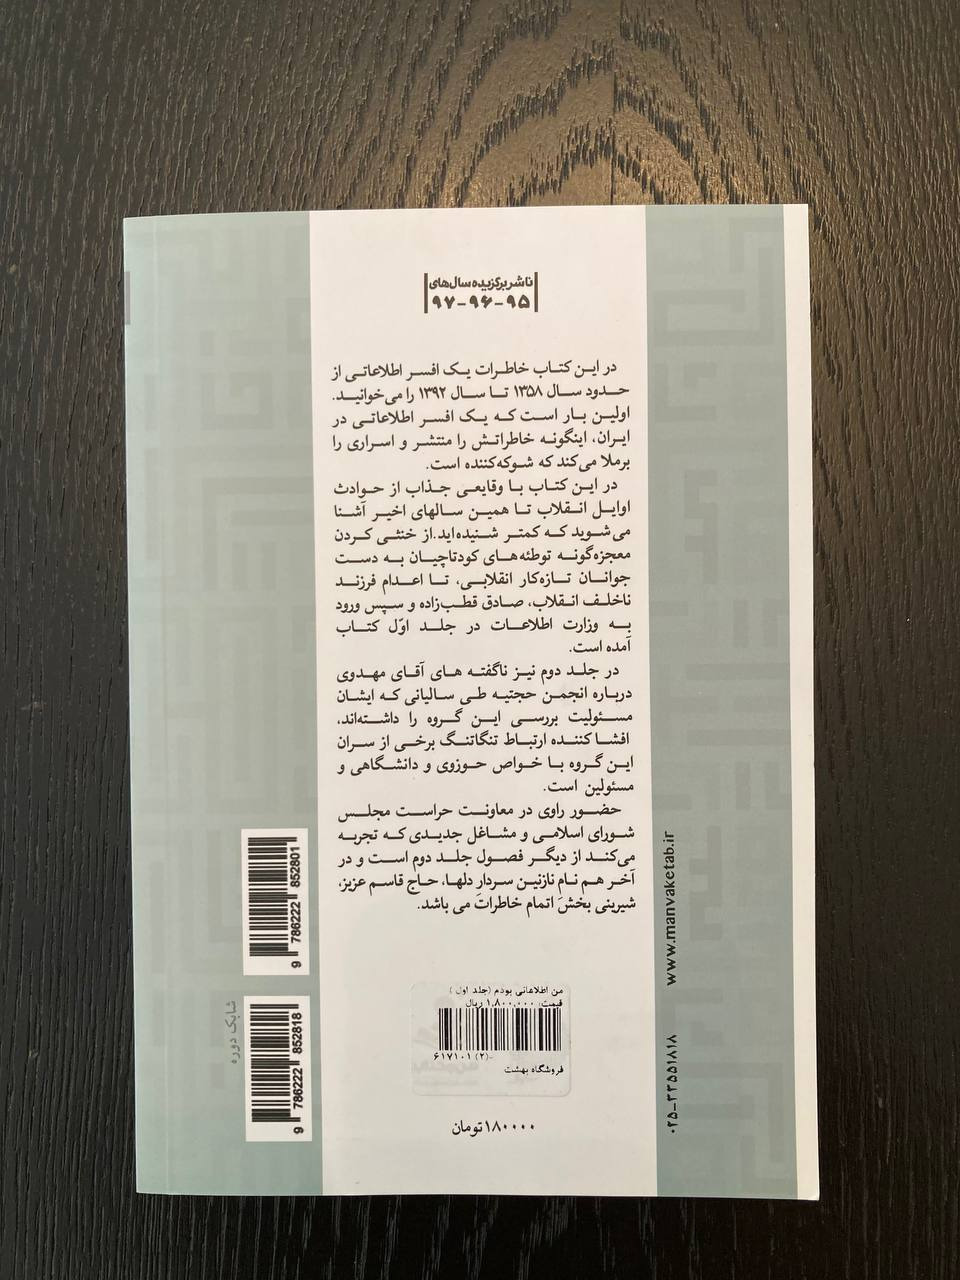 ناشر برگزیده سال‌های
۹۵-۹۶-۹۷
در این کتاب خاطرات یک افسر اطلاعاتی از
حدود سال ۱۳۵۸ تا سال ۱۳۹۲ را می‌خوانید.
اولین بار است که یک افسر اطلاعاتی در
ایران، اینگونه خاطراتش را منتشر و اسراری را
برملا می‌کند که شوکه‌کننده است.
در این کتاب با وقایعی جذاب از حوادث
اوایل انقلاب تا همین سالهای اخیر آشنا
می‌شوید که کمتر شنیده‌اید.از خنثی کردن
معجزه‌گونه توطئه‌های کودتاچیان به دست
جوانان تازه‌کار انقلابی، تا اعدام فرزند
ناخلف انقلاب، صادق قطب‌زاده و سپس ورود
به وزارت اطلاعات در جلد اوّل کتاب
آمده است.
در جلد دوم نیز ناگفته های آقای مهدوی
درباره انجمن حجتیه طی سالیانی که ایشان
مسئولیت بررسی این گروه را داشته‌اند،
افشاکننده ارتباط تنگاتنگ برخی از سران
این گروه با خواص حوزوی و دانشگاهی و
مسئولین است.
حضور راوی در معاونت حراست مجلس
شورای اسلامی و مشاغل جدیدی که تجربه
می‌کند از دیگر فصول جلد دوم است و در
آخر هم نام نازنین سردار دلها، حاج قاسم عزیز،
شیرینی بخش اتمام خاطرات می باشد.
من اطلاعاتی بودم (جلد اول )
قیمت: ۱,۸۰۰,۰۰۰ ریال
۶۱۷۱۰۱(۲)-
فروشگاه بهشت
۱۸۰۰۰۰تومان
www.manvaketab.ir
۰۲۵-۳۳۵۵۱۸۱۸
9 786222 852801
شابک دوره
9 786222 852818